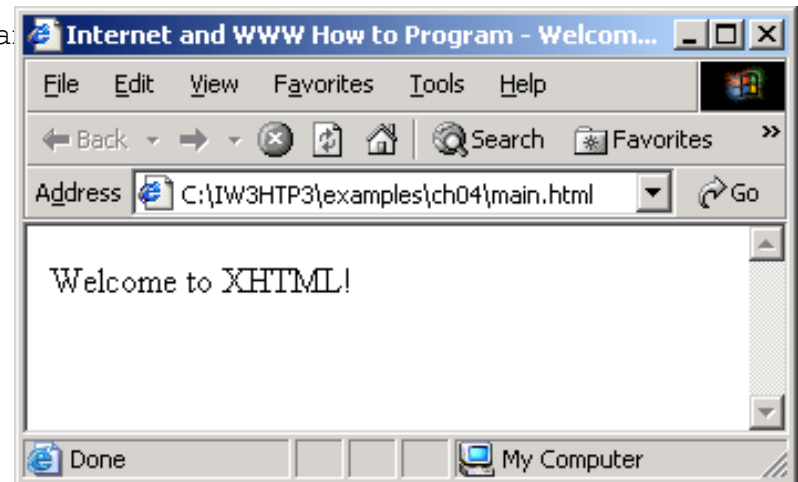 Internet and WWW How to Program - Welcom...
File Edit View Favorites Tools Help
Back Search Favorites »
Address C:\IW3HTP3\examples\ch04\main.html Go
Welcome to XHTML!
Done My Computer